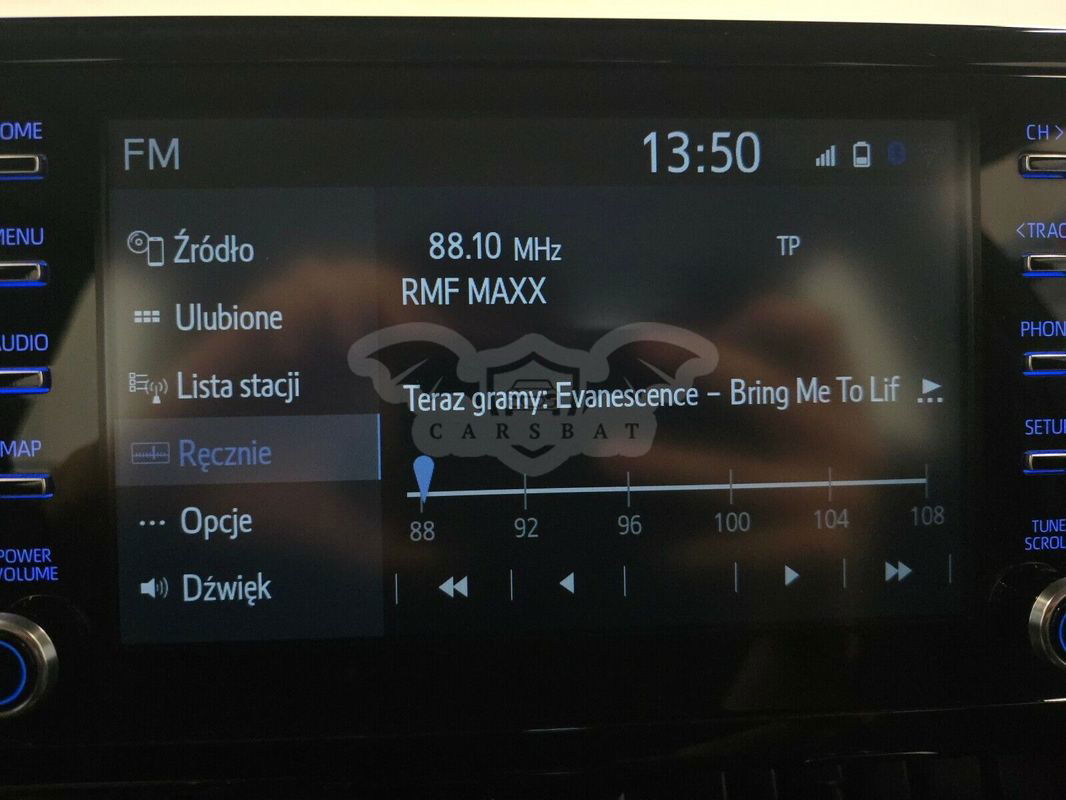 OME
MENU
AUDIO
MAP
POWER
VOLUME
FM
13:50
Źródło
Ulubione
Lista stacji
Ręcznie
... Opcje
Dźwięk
88.10 MHz
TP
RMF MAXX
Teraz gramy: Evanescence – Bring Me To Lif
CARSBAT
88 92 96 100 104 108
CH >
< TRAC
PHON
SETU
TUNE
SCROL